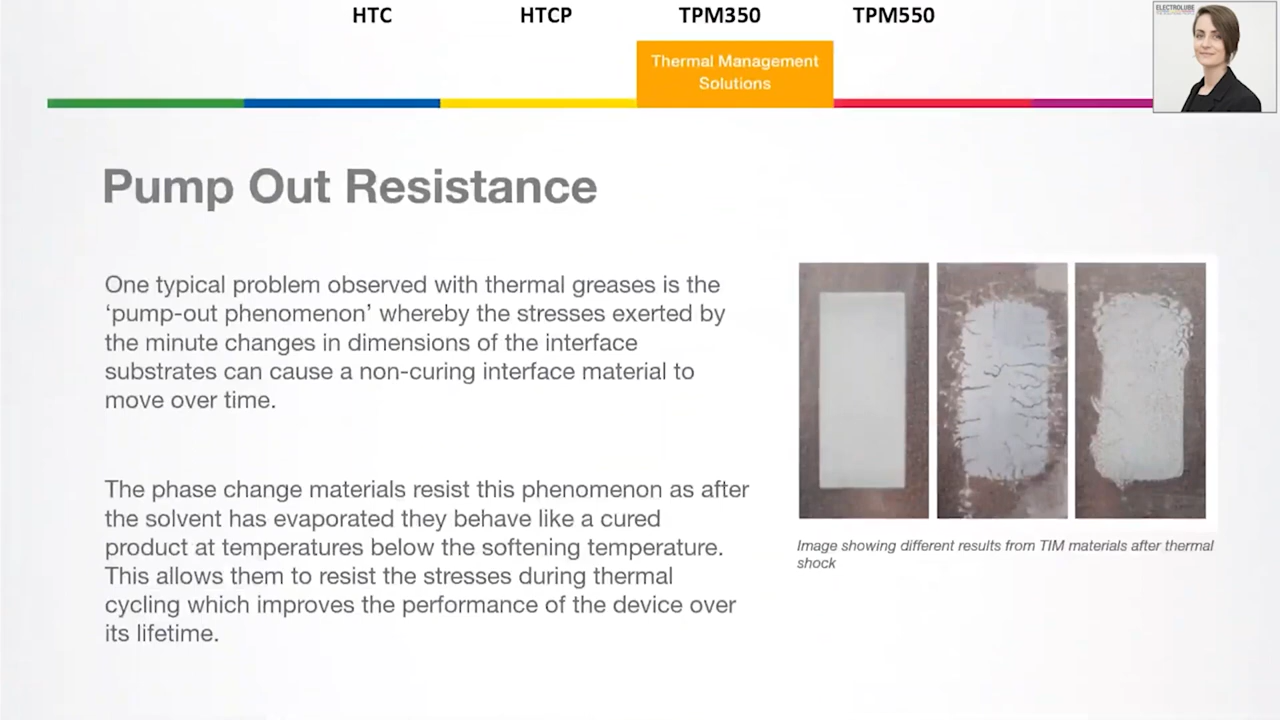 HTC HTCP TPM350 TPM550
ELECTROLUBE
Thermal Management
Solutions
Pump Out Resistance
One typical problem observed with thermal greases is the
‘pump-out phenomenon’ whereby the stresses exerted by
the minute changes in dimensions of the interface
substrates can cause a non-curing interface material to
move over time.
The phase change materials resist this phenomenon as after
the solvent has evaporated they behave like a cured
product at temperatures below the softening temperature.
This allows them to resist the stresses during thermal
cycling which improves the performance of the device over
its lifetime.
Image showing different results from TIM materials after thermal
shock